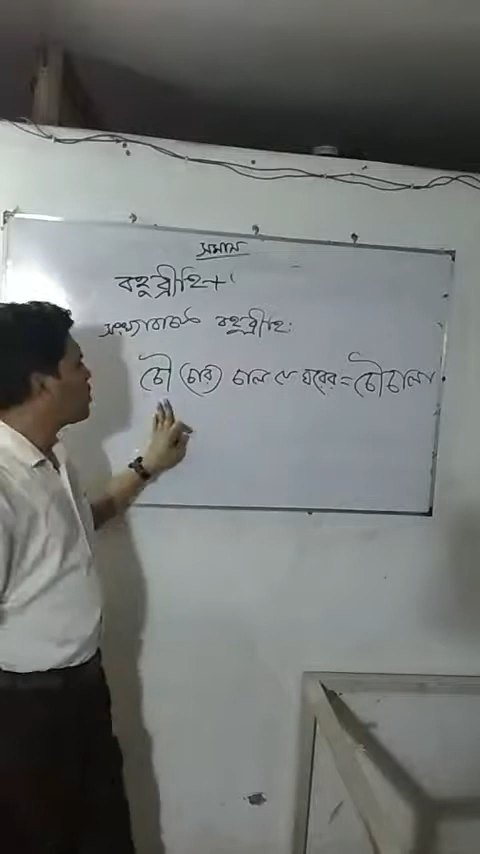 সমাস
বহুব্রীহি+
সংখ্যাবাচক বহুব্রীহি:
চৌ (চার) চাল যে ঘরের = চৌচালা